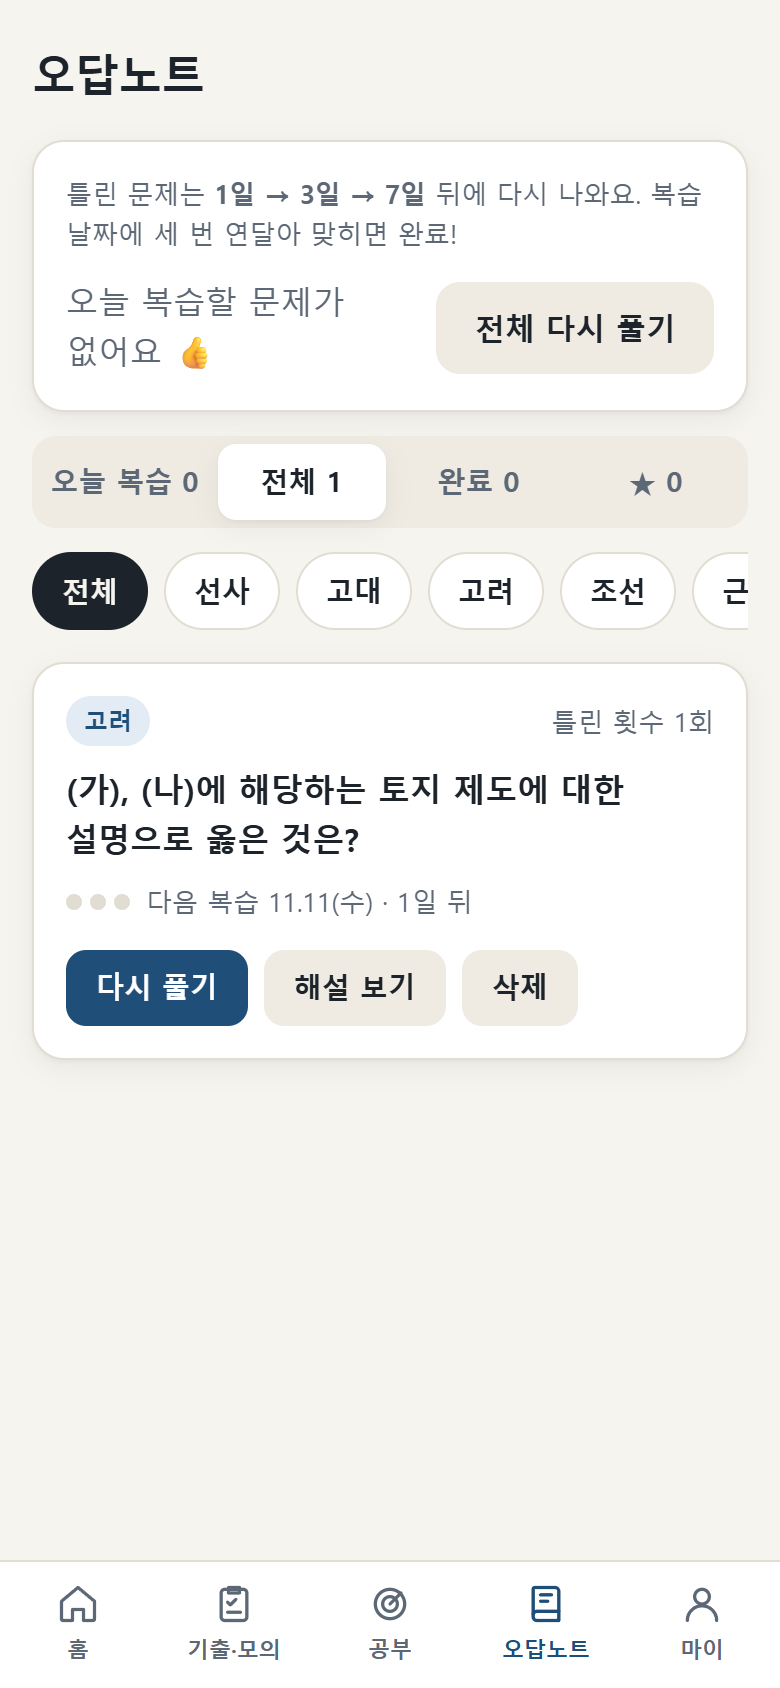 오답노트
틀린 문제는 1일 → 3일 → 7일 뒤에 다시 나와요. 복습
날짜에 세 번 연달아 맞히면 완료!
오늘 복습할 문제가
없어요 👍
전체 다시 풀기
오늘 복습 0 전체 1 완료 0 ★ 0
전체 선사 고대 고려 조선 근
고려 틀린 횟수 1회
(가), (나)에 해당하는 토지 제도에 대한
설명으로 옳은 것은?
다음 복습 11.11(수) · 1일 뒤
다시 풀기 해설 보기 삭제
홈 기출·모의 공부 오답노트 마이